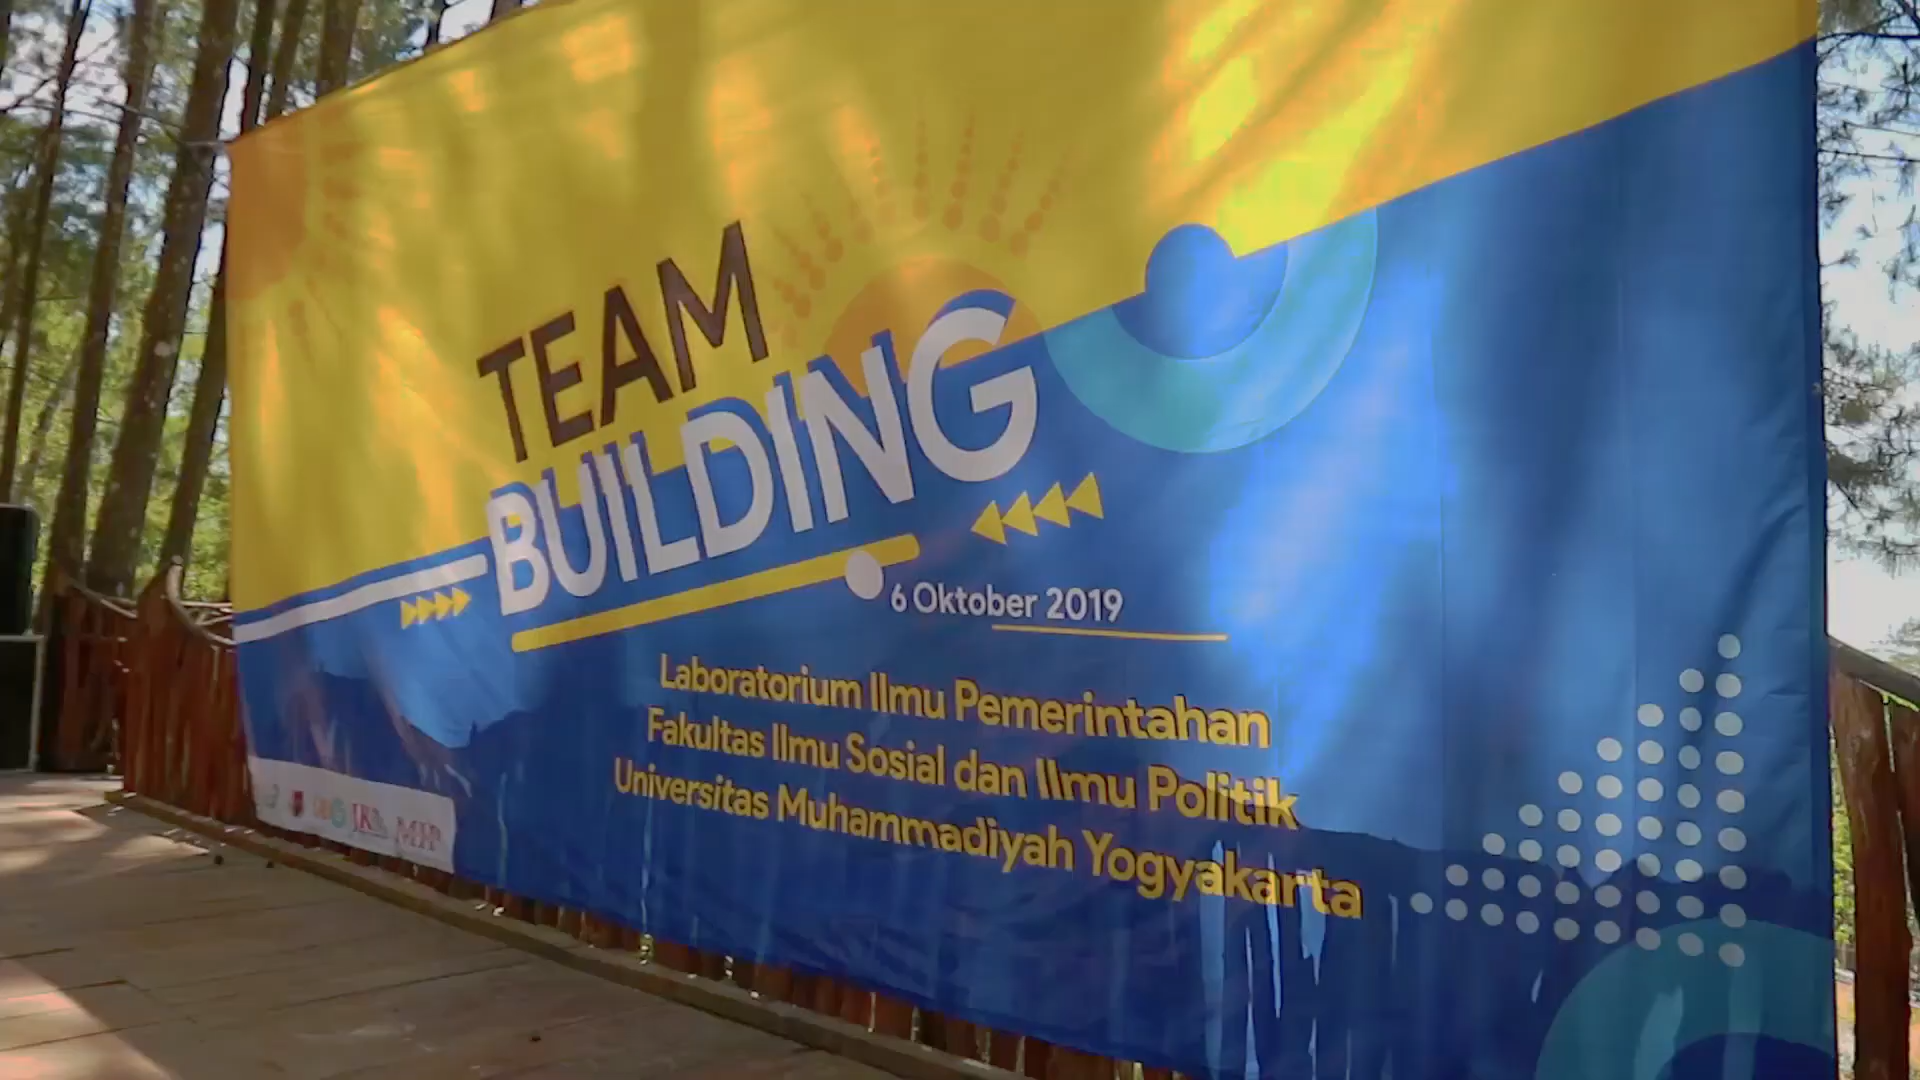 TEAM
BUILDING
6 Oktober 2019
Laboratorium Ilmu Pemerintahan
Fakultas Ilmu Sosial dan Ilmu Politik
Universitas Muhammadiyah Yogyakarta